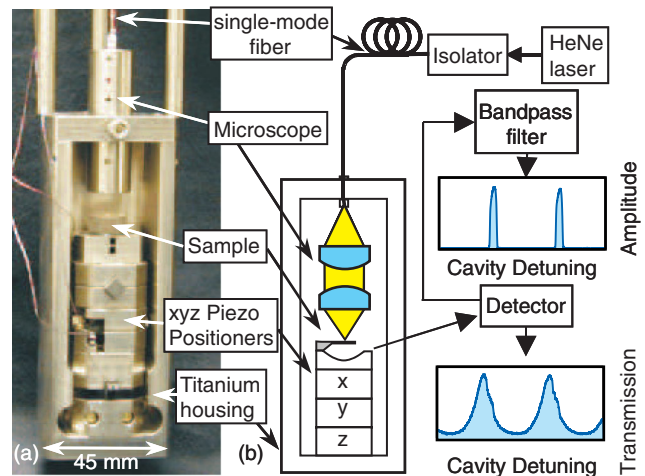 single-mode
fiber
Isolator
HeNe
laser
Microscope
Bandpass
filter
Amplitude
Cavity Detuning
Sample
Detector
xyz Piezo
Positioners
x
Titanium
housing
y
z
Transmission
(a)
45 mm
(b)
Cavity Detuning